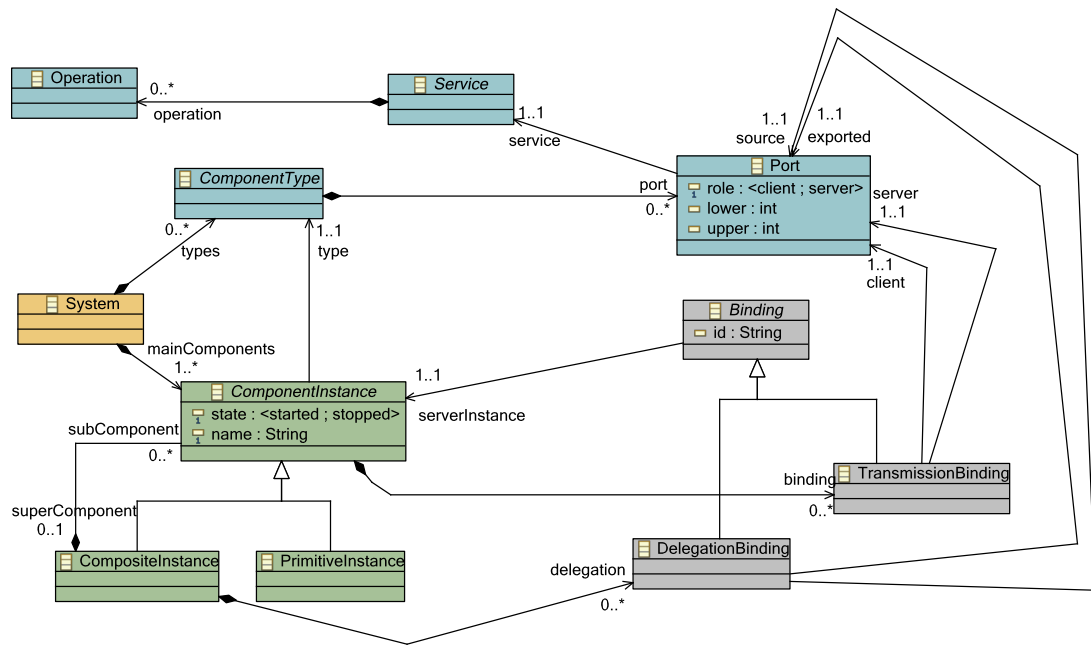 Operation
0..*
operation
Service
1..1
service
1..1
source
1..1
exported
Port
role : <client ; server>
lower : int
upper : int
server
1..1
1..1
client
ComponentType
port
0..*
0..*
types
1..1
type
System
mainComponents
1..*
Binding
id : String
1..1
serverInstance
ComponentInstance
state : <started ; stopped>
name : String
subComponent
0..*
superComponent
0..1
binding
0..*
TransmissionBinding
CompositeInstance
PrimitiveInstance
DelegationBinding
delegation
0..*